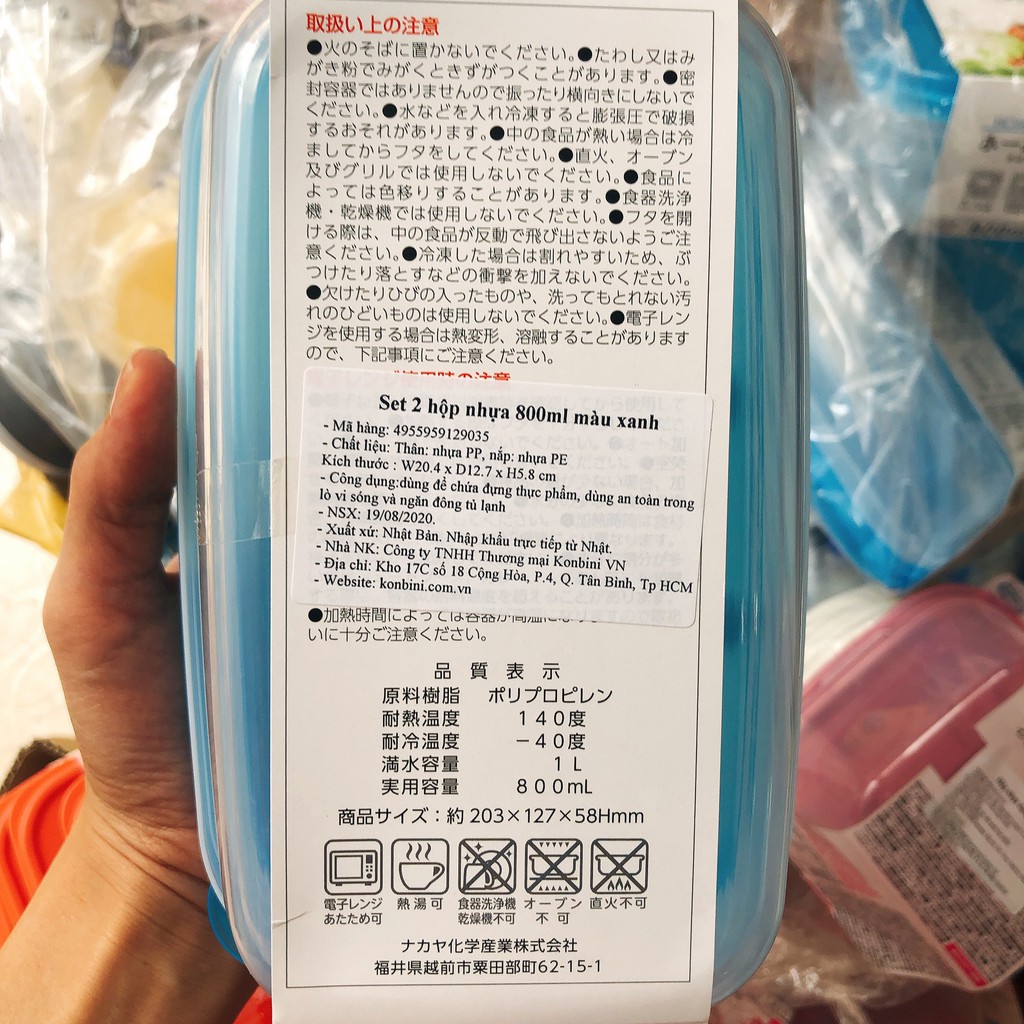 取扱い上の注意
●火のそばに置かないでください。●たわし又はみ
がき粉でみがくときずがつくことがあります。●密
封容器ではありませんので振ったり横向きにしないで
ください。●水などを入れ冷凍すると膨張圧で破損
するおそれがあります。●中の食品が熱い場合は冷
ましてからフタをしてください。●直火、オーブン
及びグリルでは使用しないでください。●食品に
よっては色移りすることがあります。●食器洗浄
機・乾燥機では使用しないでください。●フタを開
ける際は、中の食品が反動で飛び出さないようご注
意ください。●冷凍した場合は割れやすいため、ぶ
つけたり落とすなどの衝撃を加えないでください。
●欠けたりひびの入ったものや、洗ってもとれない汚
れのひどいものは使用しないでください。●電子レン
ジを使用する場合は熱変形、溶融することがあります
ので、下記事項にご注意ください。
Set 2 hộp nhựa 800ml màu xanh
- Mã hàng: 4955959129035
- Chất liệu: Thân: nhựa PP, nắp: nhựa PE
Kích thước : W20.4 x D12.7 x H5.8 cm
- Công dụng:dùng để chứa đựng thực phẩm, dùng an toàn trong
lò vi sóng và ngăn đông tủ lạnh
- NSX: 19/08/2020.
- Xuất xứ: Nhật Bản. Nhập khẩu trực tiếp từ Nhật.
- Nhà NK: Công ty TNHH Thương mại Konbini VN
- Địa chỉ: Kho 17C số 18 Cộng Hòa, P.4, Q. Tân Bình, Tp HCM
- Website: konbini.com.vn
●加熱時間によっては容器が高温になりますので取扱
いに十分ご注意ください。
品質表示
原料樹脂 ポリプロピレン
耐熱温度 140度
耐冷温度 －40度
満水容量 1L
実用容量 800mL
商品サイズ：約203×127×58Hmm
電子レンジ 熱湯可 食器洗浄機 オーブン 直火不可
あたため可 乾燥機不可 不可
ナカヤ化学産業株式会社
福井県越前市粟田部町62-15-1